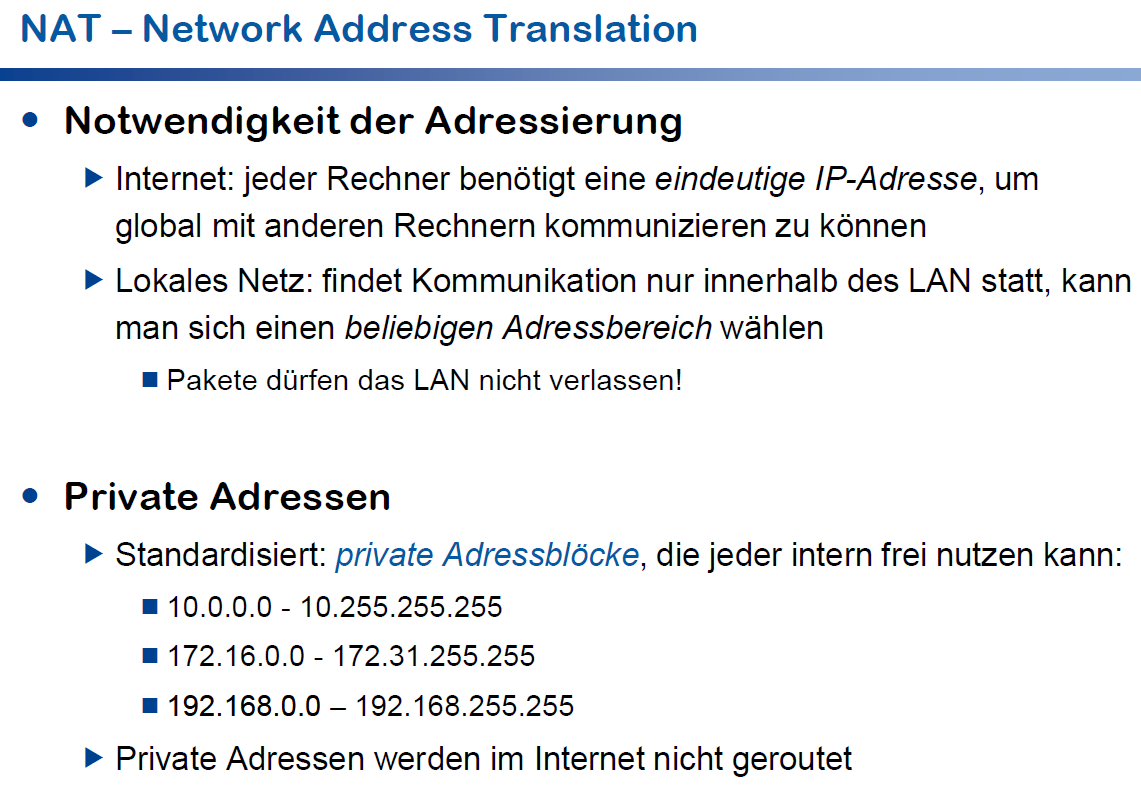 NAT – Network Address Translation
Notwendigkeit der Adressierung
Internet: jeder Rechner benötigt eine eindeutige IP-Adresse, um
global mit anderen Rechnern kommunizieren zu können
Lokales Netz: findet Kommunikation nur innerhalb des LAN statt, kann
man sich einen beliebigen Adressbereich wählen
Pakete dürfen das LAN nicht verlassen!
Private Adressen
Standardisiert: private Adressblöcke, die jeder intern frei nutzen kann:
10.0.0.0 - 10.255.255.255
172.16.0.0 - 172.31.255.255
192.168.0.0 – 192.168.255.255
Private Adressen werden im Internet nicht geroutet